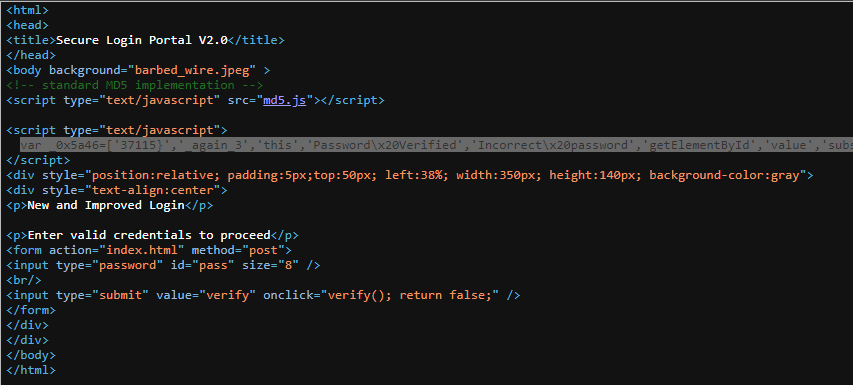 <html>
<head>
<title>Secure Login Portal V2.0</title>
</head>
<body background="barbed_wire.jpeg" >
<!-- standard MD5 implementation -->
<script type="text/javascript" src="md5.js"></script>
<script type="text/javascript">
var _0x5a46=['37115}','_again_3','this','Password\x20Verified','Incorrect\x20password','getElementById','value','subs
</script>
<div style="position:relative; padding:5px;top:50px; left:38%; width:350px; height:140px; background-color:gray">
<div style="text-align:center">
<p>New and Improved Login</p>
<p>Enter valid credentials to proceed</p>
<form action="index.html" method="post">
<input type="password" id="pass" size="8" />
<br/>
<input type="submit" value="verify" onclick="verify(); return false;" />
</form>
</div>
</div>
</body>
</html>